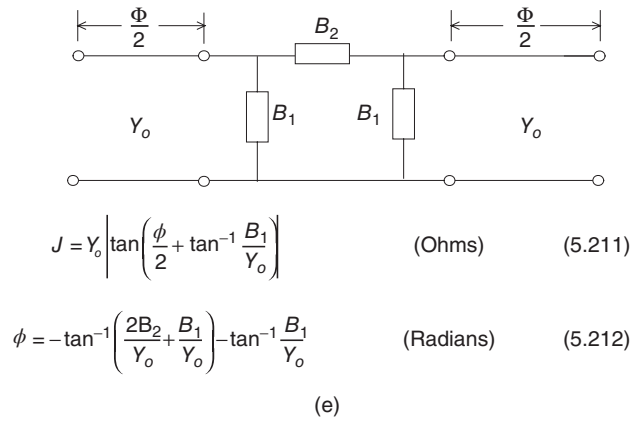 Φ/2 Φ/2
B₂
B₁ B₁
Yₒ Yₒ
J = Yₒ |tan(ϕ/2 + tan⁻¹ B₁/Yₒ)| (Ohms) (5.211)
ϕ = −tan⁻¹(2B₂/Yₒ + B₁/Yₒ) − tan⁻¹ B₁/Yₒ (Radians) (5.212)
(e)